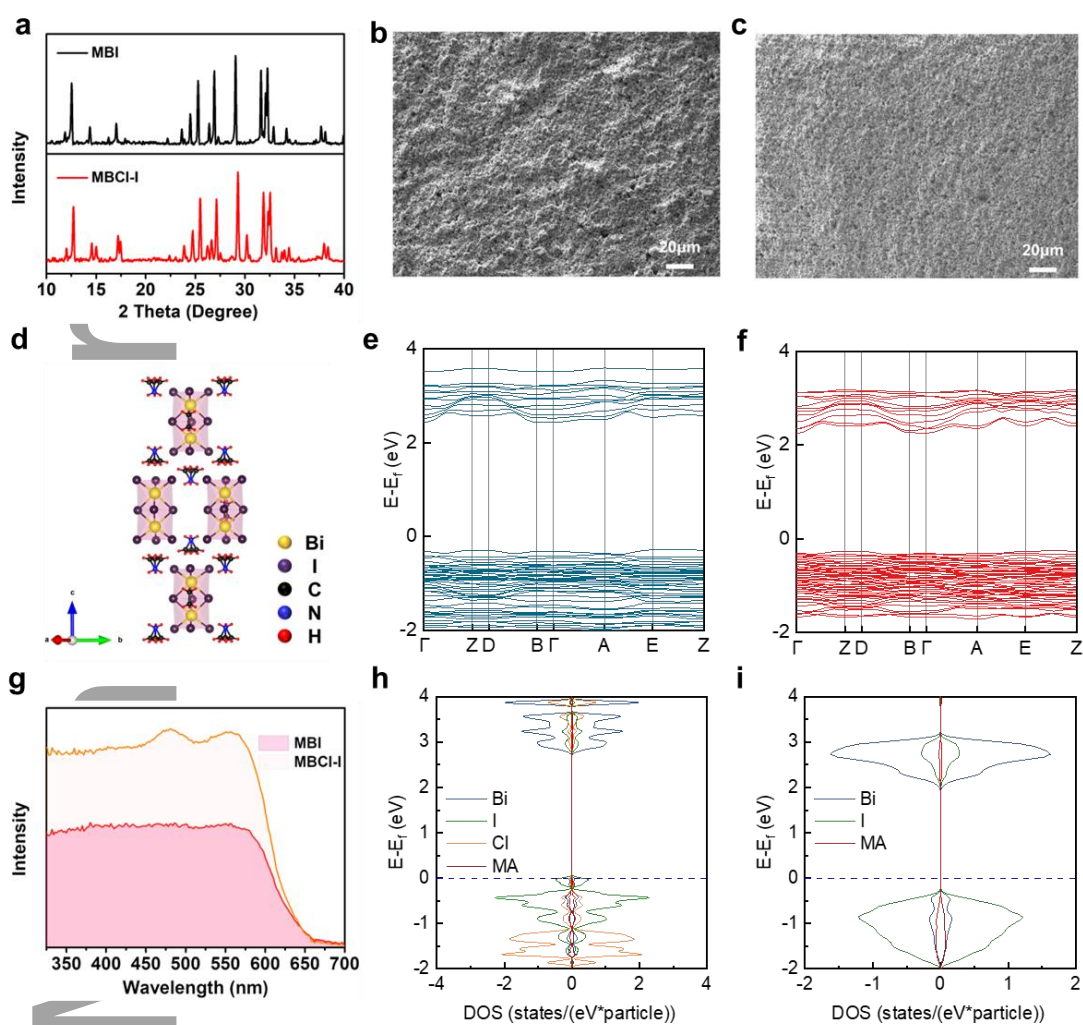 a
MBI
MBCl-I
Intensity
10 15 20 25 30 35 40
2 Theta (Degree)
b
20μm
c
20μm
d
Bi
I
C
N
H
c
a
b
e
4
2
0
-2
E-Ef (eV)
Γ Z D B Γ A E Z
f
4
2
0
-2
E-Ef (eV)
Γ Z D B Γ A E Z
g
MBI
MBCl-I
Intensity
350 400 450 500 550 600 650 700
Wavelength (nm)
h
4
3
2
1
0
-1
-2
E-Ef (eV)
Bi
I
Cl
MA
-4 -2 0 2 4
DOS (states/(eV*particle))
i
4
3
2
1
0
-1
-2
E-Ef (eV)
Bi
I
MA
-2 -1 0 1 2
DOS (states/(eV*particle))